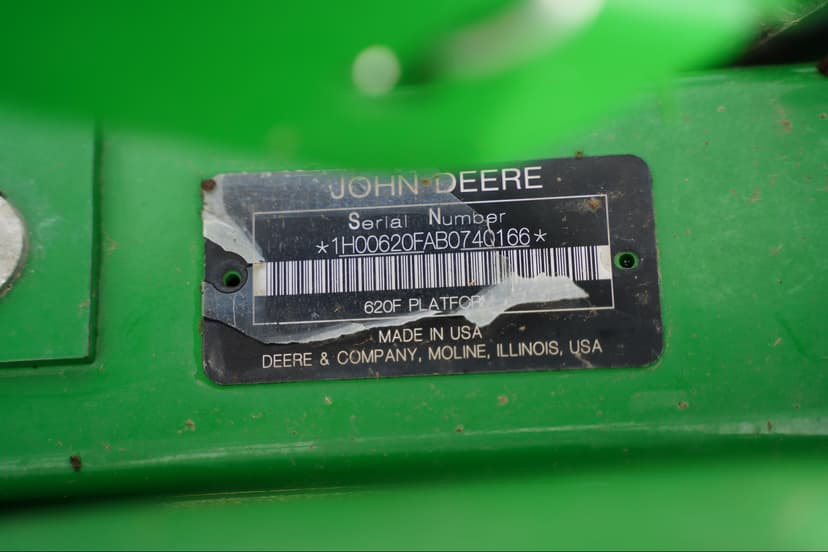 JOHN DEERE
Serial Number
*1H00620FAB0740166*
620F PLATFOR
MADE IN USA
DEERE & COMPANY, MOLINE, ILLINOIS, USA